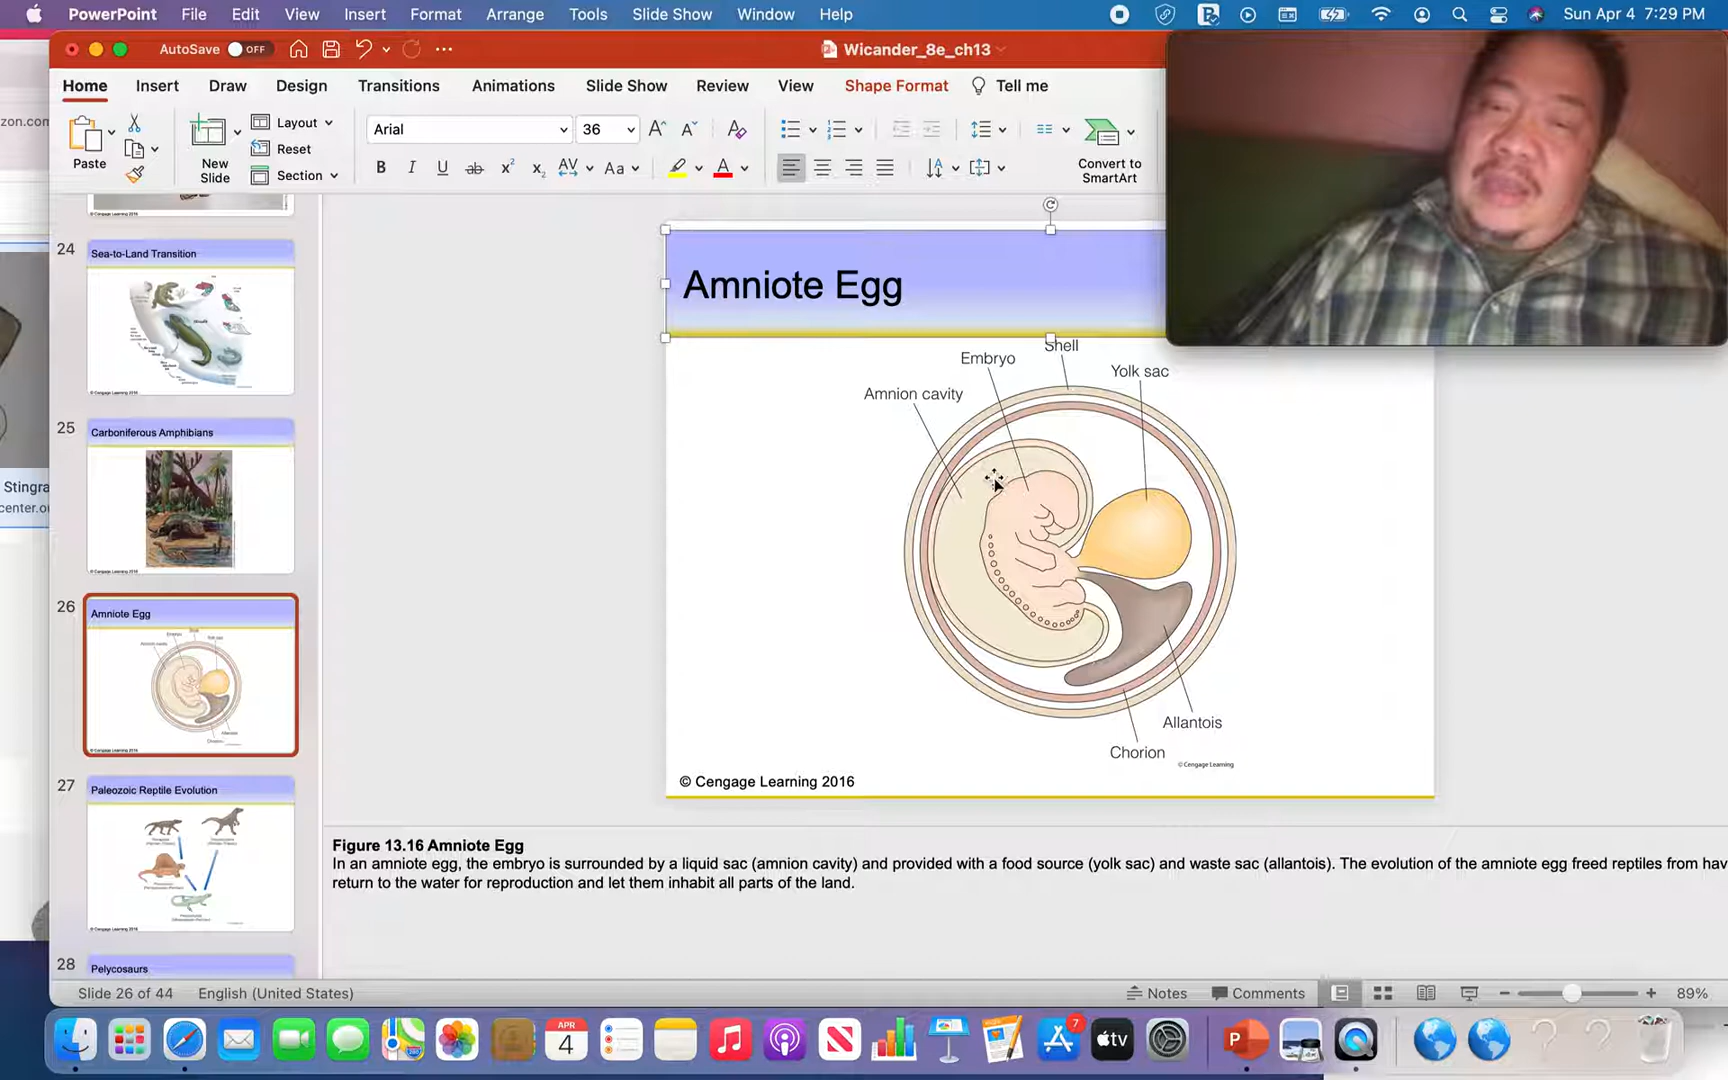 PowerPoint File Edit View Insert Format Arrange Tools Slide Show Window Help Sun Apr 4 7:29 PM
AutoSave OFF Wicander_8e_ch13
Home Insert Draw Design Transitions Animations Slide Show Review View Shape Format Tell me
zon.com
Paste
New Slide
Layout
Reset
Section
Arial 36
Convert to SmartArt
24
Sea-to-Land Transition
25
Carboniferous Amphibians
26
Amniote Egg
27
Paleozoic Reptile Evolution
28
Pelycosaurs
Stingra
center.o
Amniote Egg
Shell
Embryo
Yolk sac
Amnion cavity
Allantois
Chorion
© Cengage Learning
© Cengage Learning 2016
Figure 13.16 Amniote Egg
In an amniote egg, the embryo is surrounded by a liquid sac (amnion cavity) and provided with a food source (yolk sac) and waste sac (allantois). The evolution of the amniote egg freed reptiles from hav
return to the water for reproduction and let them inhabit all parts of the land.
Slide 26 of 44 English (United States) Notes Comments 89%
APR
4
7
tv